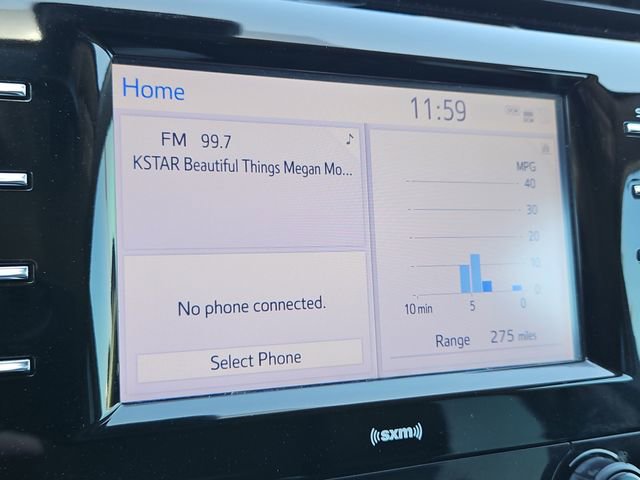 Home
11:59
FM 99.7
KSTAR Beautiful Things Megan Mo...
No phone connected.
Select Phone
MPG
40
30
20
10
0
10 min 5 0
Range 275 miles
sxm